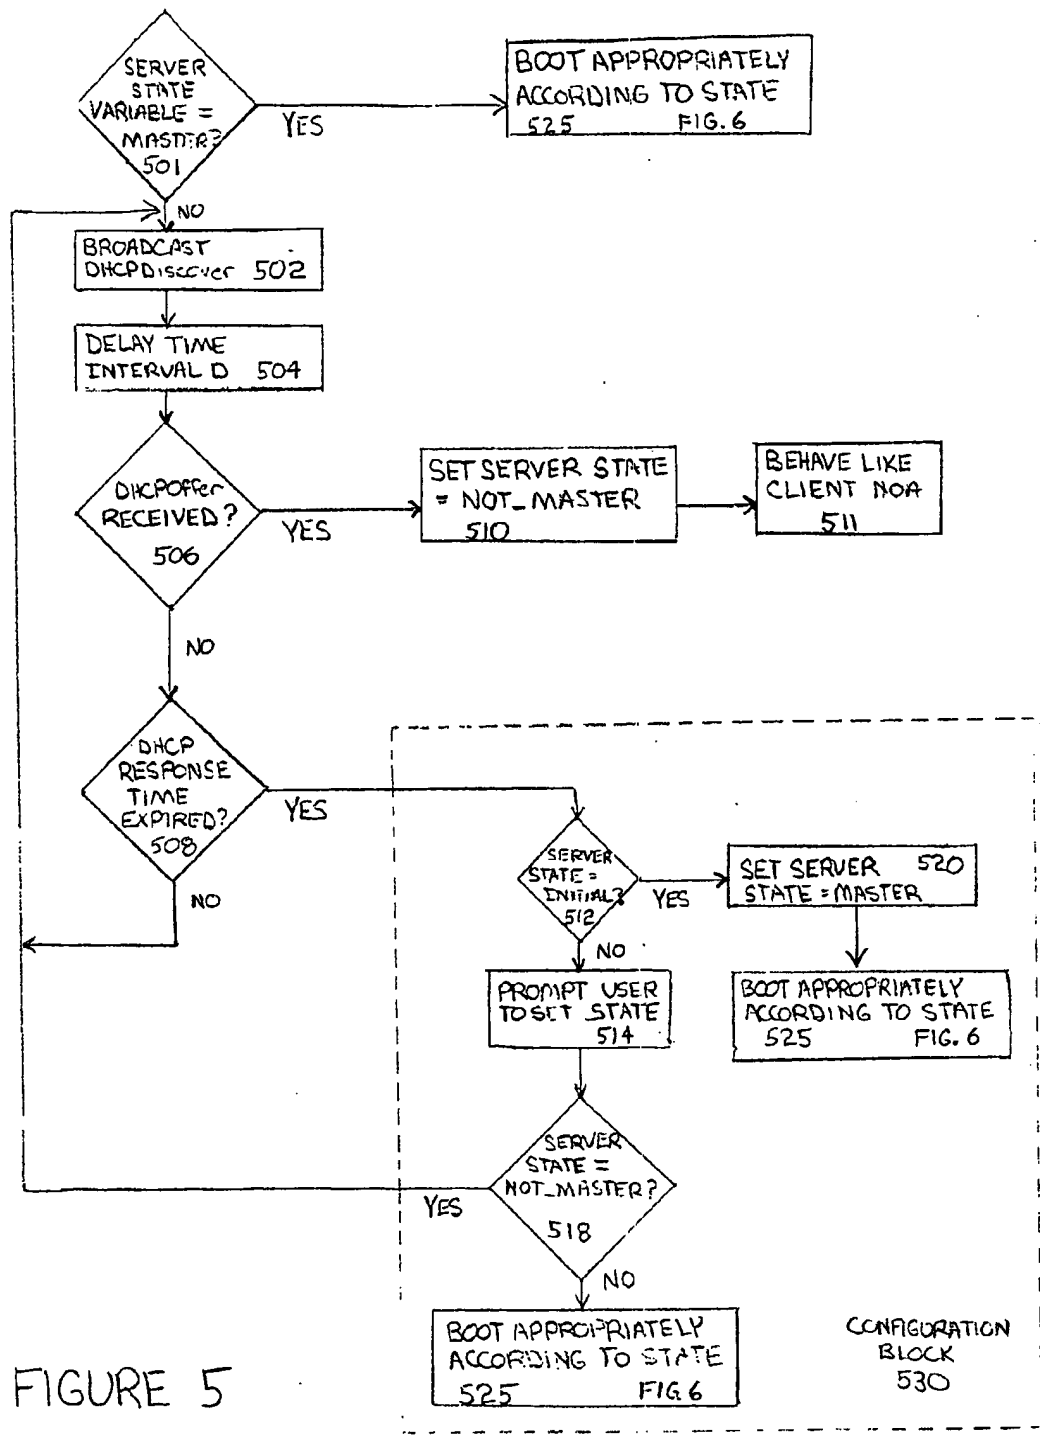 SERVER
STATE
VARIABLE =
MASTER?
501
YES
BOOT APPROPRIATELY
ACCORDING TO STATE
525 FIG. 6
NO
BROADCAST
DHCPDiscover 502
DELAY TIME
INTERVAL D 504
DHCPOffer
RECEIVED?
506
YES
SET SERVER STATE
= NOT_MASTER
510
BEHAVE LIKE
CLIENT NOA
511
NO
DHCP
RESPONSE
TIME
EXPIRED?
508
YES
NO
SERVER
STATE =
INITIAL?
512
YES
SET SERVER 520
STATE = MASTER
NO
PROMPT USER
TO SET STATE
514
BOOT APPROPRIATELY
ACCORDING TO STATE
525 FIG. 6
SERVER
STATE =
NOT_MASTER?
518
YES
NO
BOOT APPROPRIATELY
ACCORDING TO STATE
525 FIG 6
CONFIGURATION
BLOCK
530
FIGURE 5